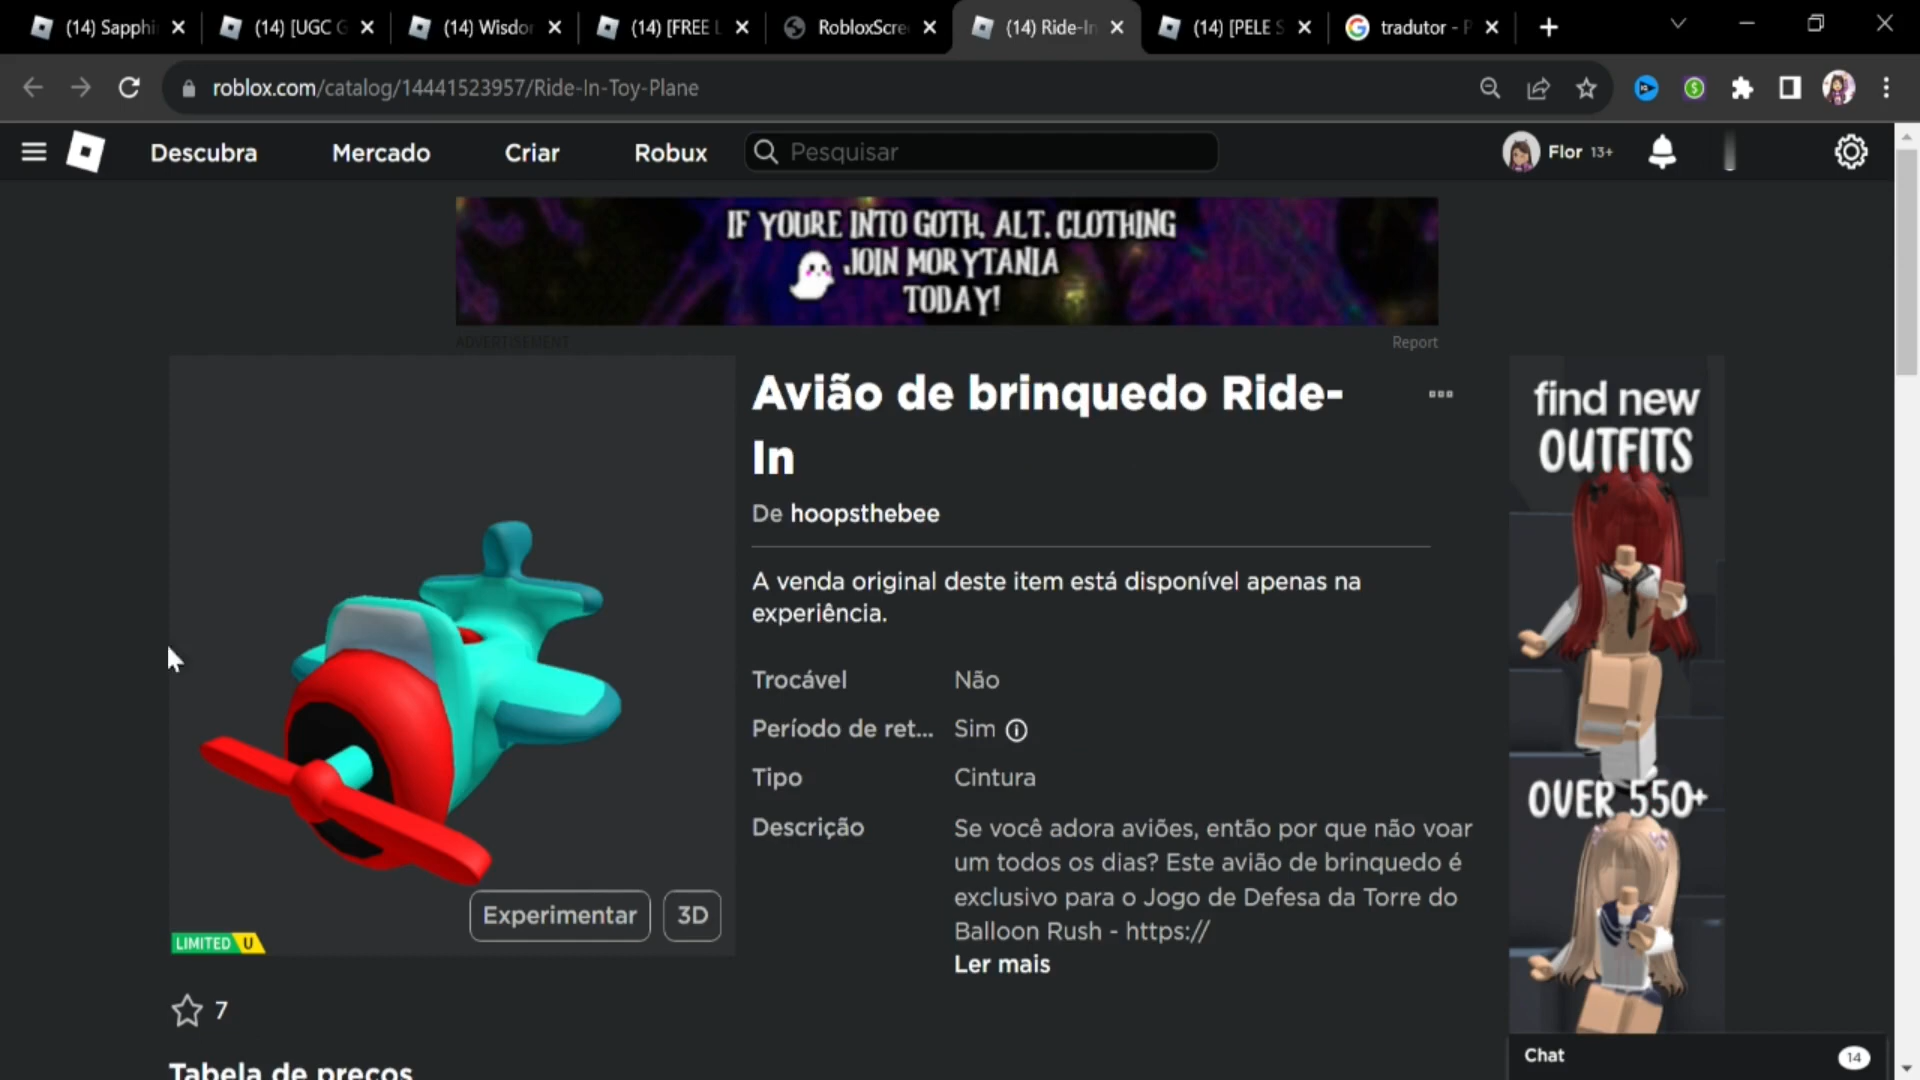 (14) Sapphi
(14) [UGC G
(14) Wisdor
(14) [FREE L
RobloxScre
(14) Ride-In
(14) [PELE S
tradutor - P
roblox.com/catalog/14441523957/Ride-In-Toy-Plane
Descubra
Mercado
Criar
Robux
Pesquisar
Flor 13+
IF YOURE INTO GOTH, ALT. CLOTHING
JOIN MORYTANIA
TODAY!
ADVERTISEMENT
Report
Avião de brinquedo Ride-
In
De hoopsthebee
A venda original deste item está disponível apenas na
experiência.
Trocável Não
Período de ret... Sim
Tipo Cintura
Descrição Se você adora aviões, então por que não voar
um todos os dias? Este avião de brinquedo é
exclusivo para o Jogo de Defesa da Torre do
Balloon Rush - https://
Ler mais
Experimentar
3D
LIMITED U
7
Tabela de preços
find new
OUTFITS
OVER 550+
Chat
14